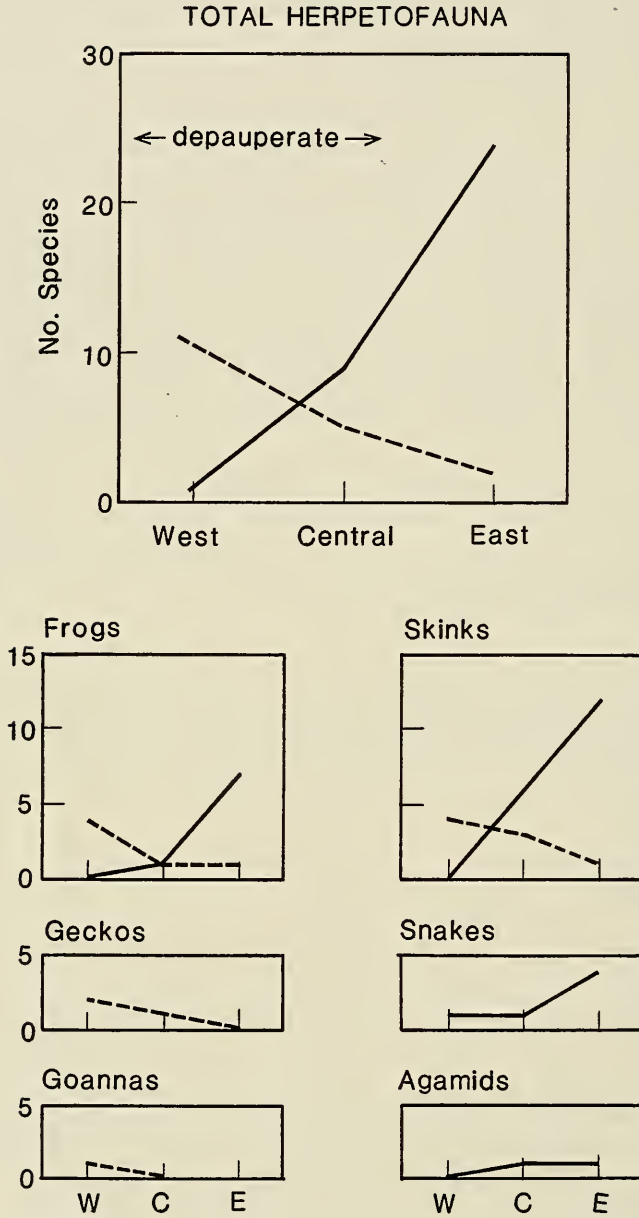 TOTAL HERPETOFAUNA
30
← depauperate →
20
No. Species
10
0
West Central East
Frogs
15
10
5
0
Skinks
Geckos
5
0
Snakes
Goannas
5
0
W C E
Agamids
W C E